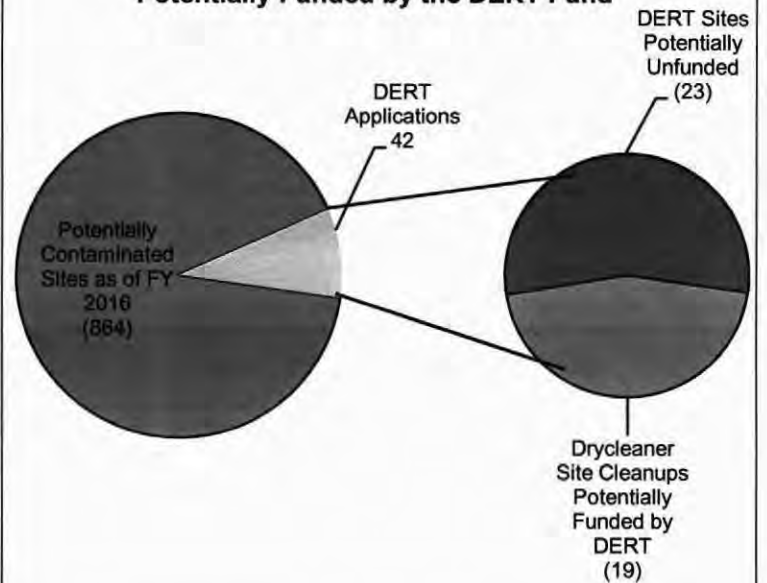 Potentially Funded by the DERT Fund
DERT Sites
Potentially
Unfunded
(23)
DERT
Applications
42
Potentially
Contaminated
Sites as of FY
2016
(864)
Drycleaner
Site Cleanups
Potentially
Funded by
DERT
(19)